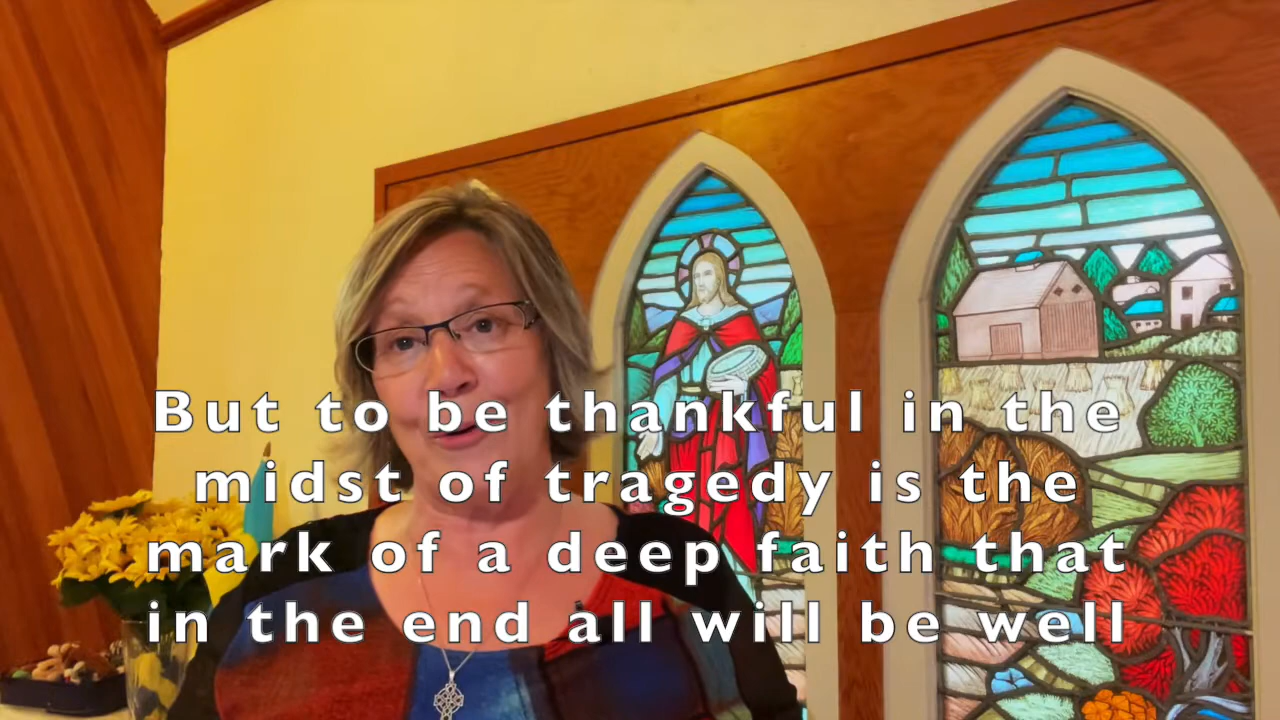 But to be thankful in the
midst of tragedy is the
mark of a deep faith that
in the end all will be well